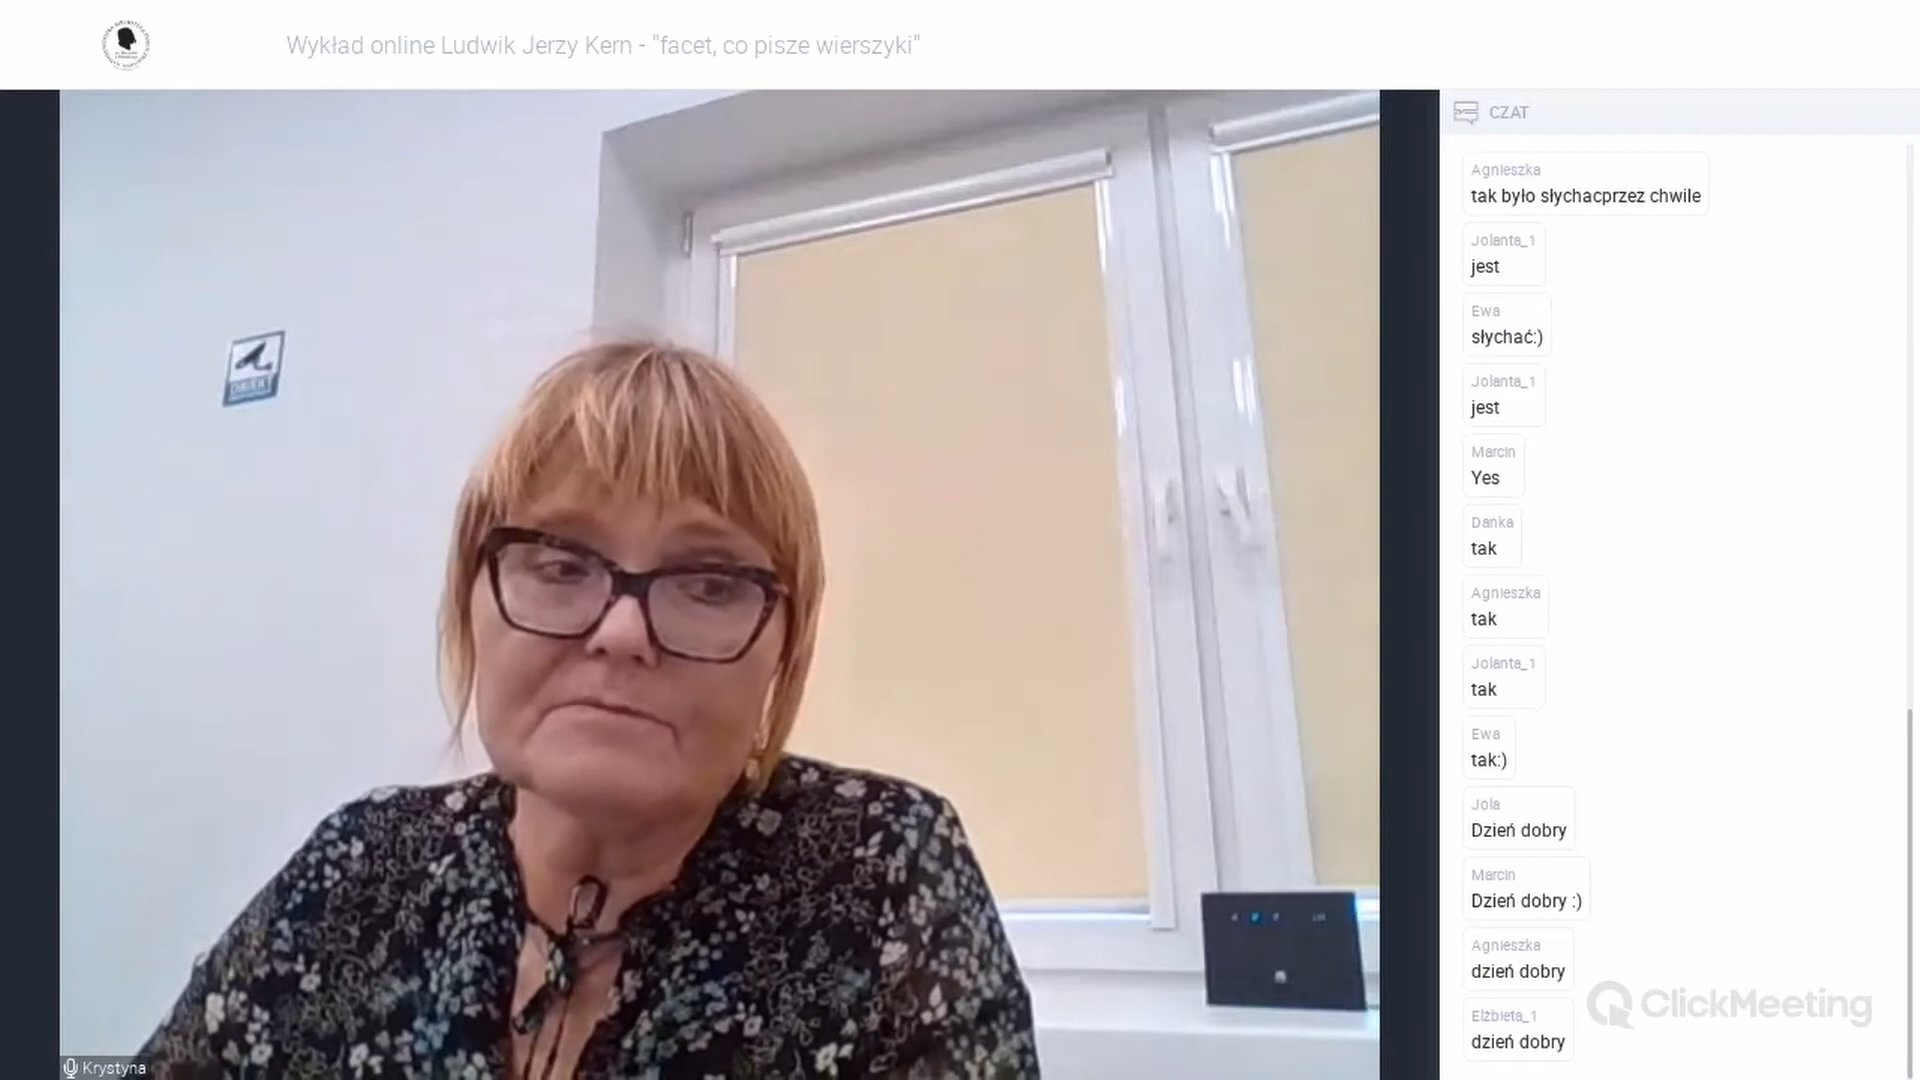 Wykład online Ludwik Jerzy Kern - "facet, co pisze wierszyki"
CZAT
Agnieszka
tak było słychacprzez chwile
Jolanta_1
jest
Ewa
słychać:)
Jolanta_1
jest
Marcin
Yes
Danka
tak
Agnieszka
tak
Jolanta_1
tak
Ewa
tak:)
Jola
Dzień dobry
Marcin
Dzień dobry :)
Agnieszka
dzień dobry
Elżbieta_1
dzień dobry
ClickMeeting
OBIEKT
Krystyna